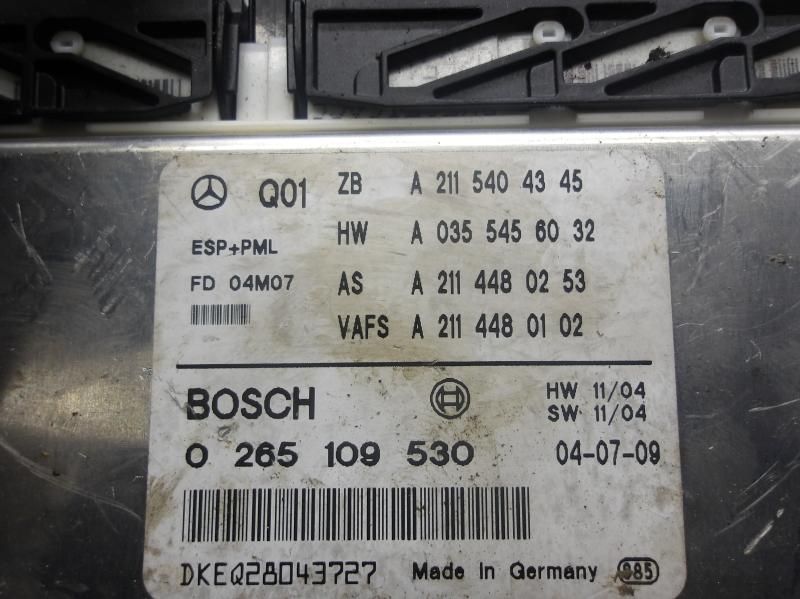 Q01 ZB A 211 540 43 45
HW A 035 545 60 32
ESP+PML
FD 04M07 AS A 211 448 02 53
VAFS A 211 448 01 02
BOSCH HW 11/04
SW 11/04
0 265 109 530 04-07-09
DKEQ28043727 Made in Germany 985